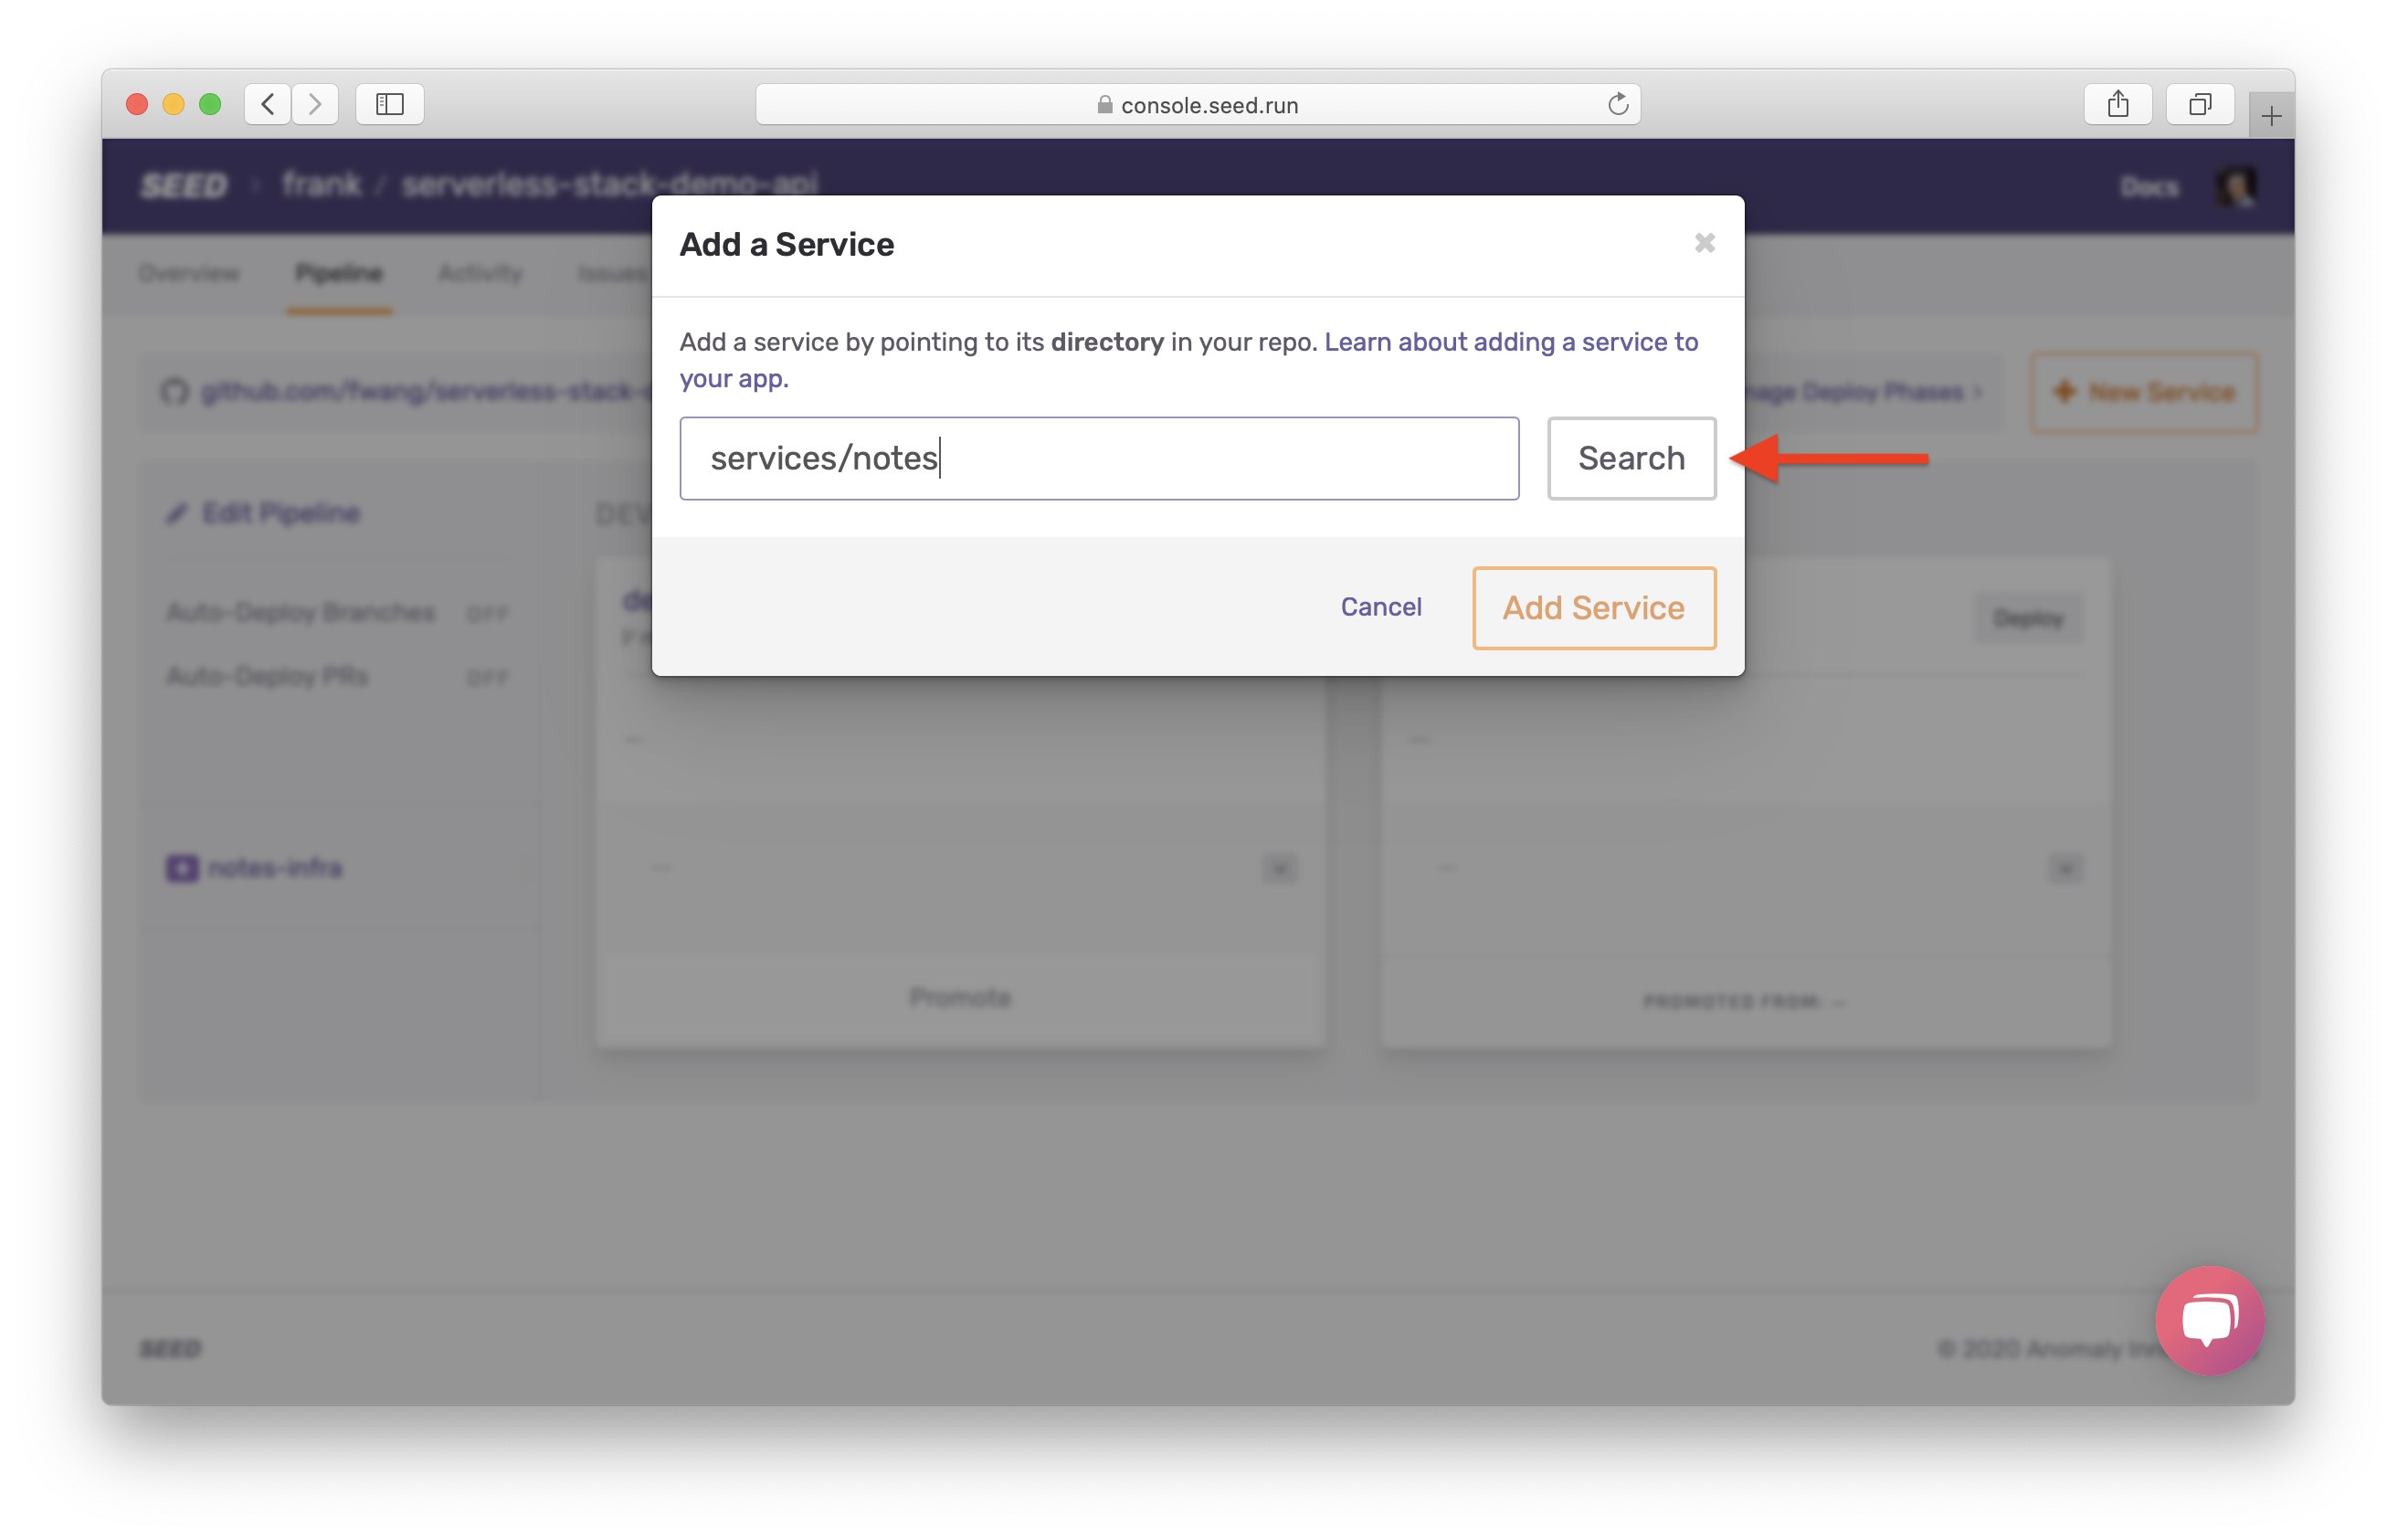 console.seed.run
SEED > frank / serverless-stack-demo-api
Docs
Overview
Pipeline
Activity
Issues
Add a Service
Add a service by pointing to its directory in your repo. Learn about adding a service to
your app.
services/notes
Search
Cancel
Add Service
github.com/fwang/serverless-stack-
Deploy Phases >
New Service
Edit Pipeline
Auto-Deploy Branches OFF
Auto-Deploy PRs OFF
Deploy
notes-infra
Promote
PROMOTED FROM: --
SEED
© 2020 Anomaly